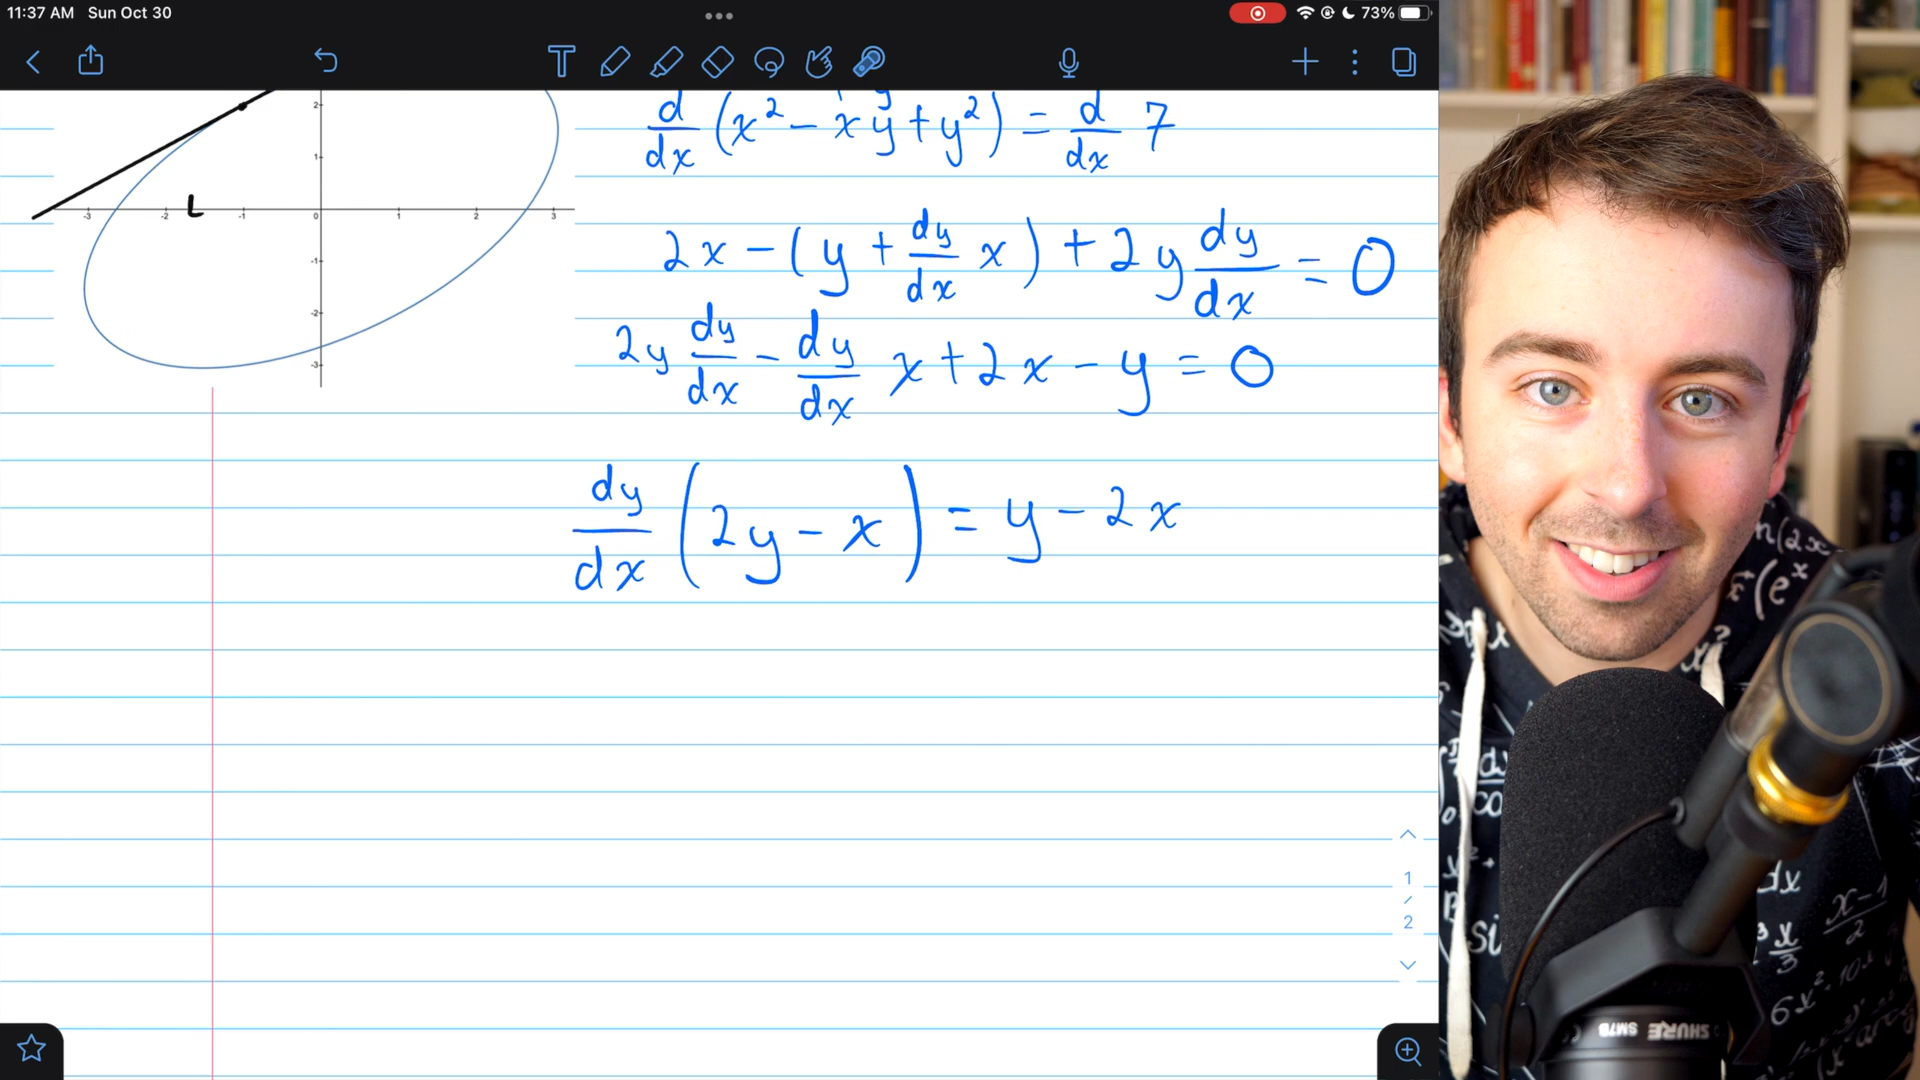 11:37 AM Sun Oct 30
73%
T
2
1
-3 -2 L -1 0 1 2 3
-1
-2
-3
d/dx (x² - xy + y²) = d/dx 7
2x - (y + dy/dx x) + 2y dy/dx = 0
2y dy/dx - dy/dx x + 2x - y = 0
dy/dx (2y - x) = y - 2x
1
/
2
SHURE SM7B